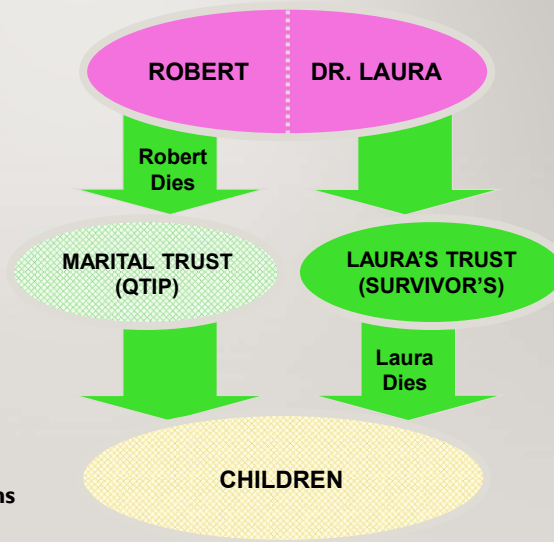 ROBERT
DR. LAURA
Robert
Dies
MARITAL TRUST
(QTIP)
LAURA'S TRUST
(SURVIVOR'S)
Laura
Dies
CHILDREN